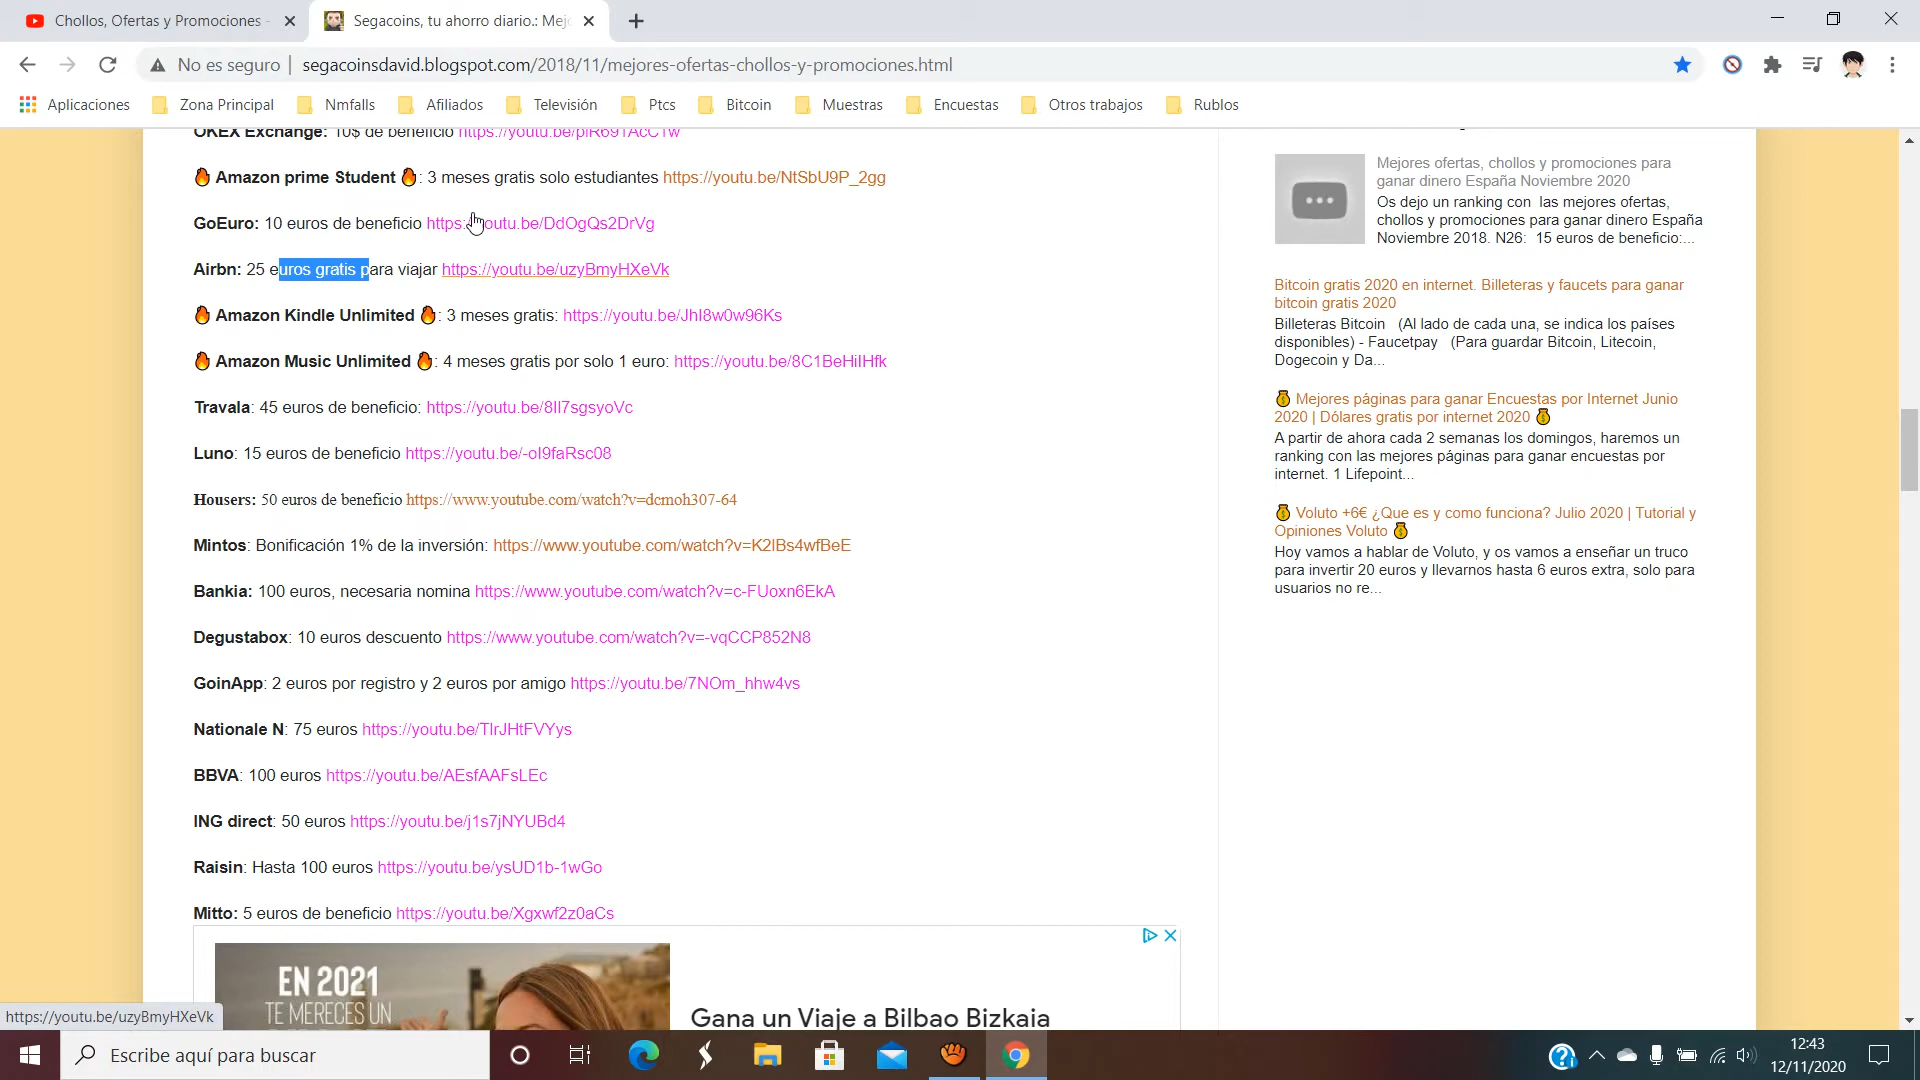 Chollos, Ofertas y Promociones -
Segacoins, tu ahorro diario.: Mej
No es seguro | segacoinsdavid.blogspot.com/2018/11/mejores-ofertas-chollos-y-promociones.html
Aplicaciones Zona Principal Nmfalls Afiliados Televisión Ptcs Bitcoin Muestras Encuestas Otros trabajos Rublos
OKEX Exchange: 10$ de beneficio
🔥 Amazon prime Student 🔥: 3 meses gratis solo estudiantes https://youtu.be/NtSbU9P_2gg
GoEuro: 10 euros de beneficio https://youtu.be/DdOgQs2DrVg
Airbn: 25 euros gratis para viajar https://youtu.be/uzyBmyHXeVk
🔥 Amazon Kindle Unlimited 🔥: 3 meses gratis: https://youtu.be/JhI8w0w96Ks
🔥 Amazon Music Unlimited 🔥: 4 meses gratis por solo 1 euro: https://youtu.be/8C1BeHiIHfk
Travala: 45 euros de beneficio: https://youtu.be/8Il7sgsyoVc
Luno: 15 euros de beneficio https://youtu.be/-oI9faRsc08
Housers: 50 euros de beneficio https://www.youtube.com/watch?v=dcmoh307-64
Mintos: Bonificación 1% de la inversión: https://www.youtube.com/watch?v=K2IBs4wfBeE
Bankia: 100 euros, necesaria nomina https://www.youtube.com/watch?v=c-FUoxn6EkA
Degustabox: 10 euros descuento https://www.youtube.com/watch?v=-vqCCP852N8
GoinApp: 2 euros por registro y 2 euros por amigo https://youtu.be/7NOm_hhw4vs
Nationale N: 75 euros https://youtu.be/TIrJHtFVYys
BBVA: 100 euros https://youtu.be/AEsfAAFsLEc
ING direct: 50 euros https://youtu.be/j1s7jNYUBd4
Raisin: Hasta 100 euros https://youtu.be/ysUD1b-1wGo
Mitto: 5 euros de beneficio https://youtu.be/Xgxwf2z0aCs
EN 2021
TE MERECES UN
Gana un Viaje a Bilbao Bizkaia
Mejores ofertas, chollos y promociones para
ganar dinero España Noviembre 2020
Os dejo un ranking con las mejores ofertas,
chollos y promociones para ganar dinero España
Noviembre 2018. N26: 15 euros de beneficio:...
Bitcoin gratis 2020 en internet. Billeteras y faucets para ganar
bitcoin gratis 2020
Billeteras Bitcoin (Al lado de cada una, se indica los países
disponibles) - Faucetpay (Para guardar Bitcoin, Litecoin,
Dogecoin y Da...
💰 Mejores páginas para ganar Encuestas por Internet Junio
2020 | Dólares gratis por internet 2020 💰
A partir de ahora cada 2 semanas los domingos, haremos un
ranking con las mejores páginas para ganar encuestas por
internet. 1 Lifepoint...
💰 Voluto +6€ ¿Que es y como funciona? Julio 2020 | Tutorial y
Opiniones Voluto 💰
Hoy vamos a hablar de Voluto, y os vamos a enseñar un truco
para invertir 20 euros y llevarnos hasta 6 euros extra, solo para
usuarios no re...
https://youtu.be/uzyBmyHXeVk
Escribe aquí para buscar
12:43
12/11/2020